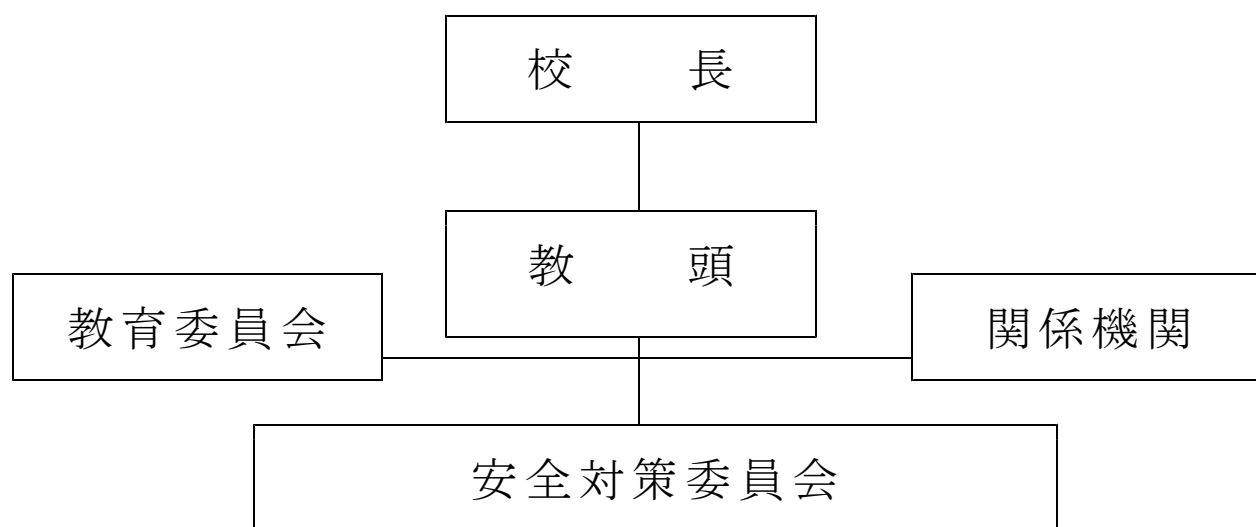 校長
教頭
教育委員会
関係機関
安全対策委員会